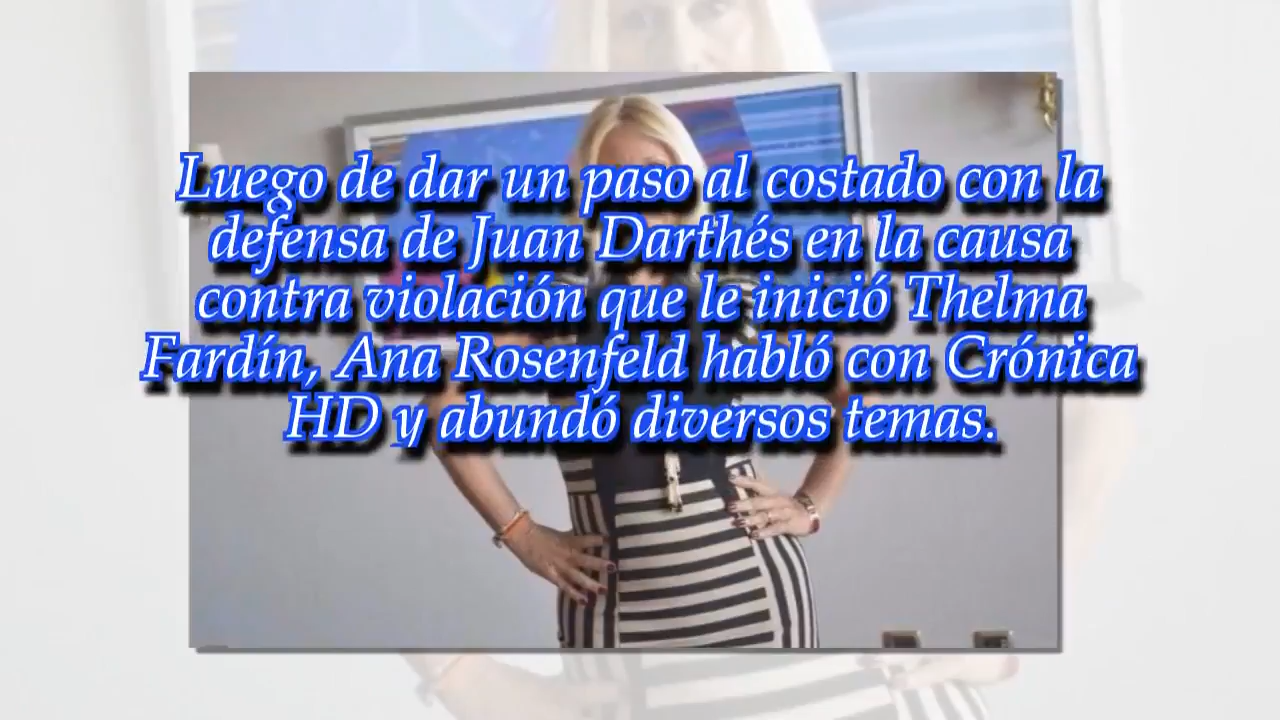 Luego de dar un paso al costado con la
defensa de Juan Darthés en la causa
contra violación que le inició Thelma
Fardín, Ana Rosenfeld habló con Crónica
HD y abundó diversos temas.